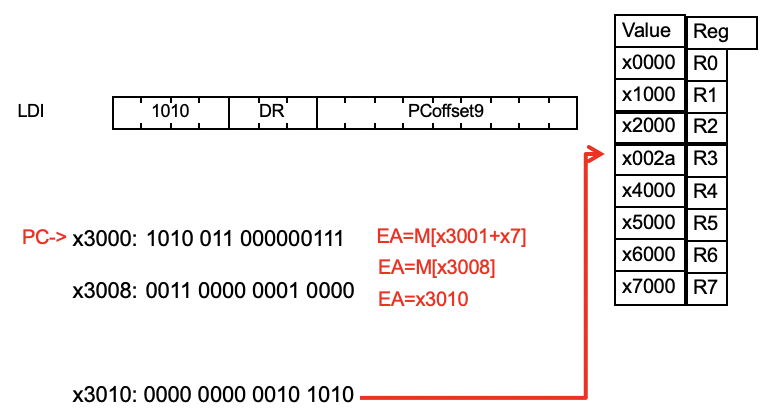 Value Reg
x0000 R0
x1000 R1
x2000 R2
x002a R3
x4000 R4
x5000 R5
x6000 R6
x7000 R7
LDI 1010 DR PCoffset9
PC-> x3000: 1010 011 000000111 EA=M[x3001+x7]
EA=M[x3008]
x3008: 0011 0000 0001 0000 EA=x3010
x3010: 0000 0000 0010 1010